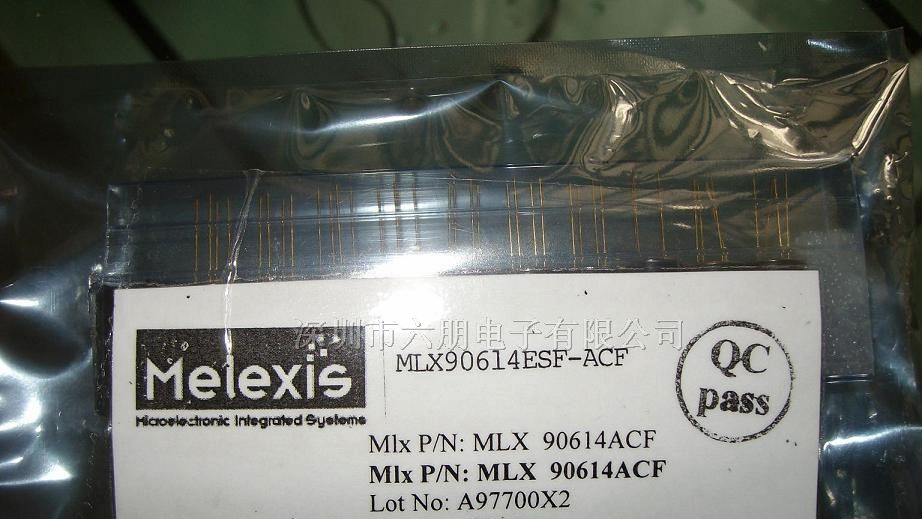 深圳市六朋电子有限公司
Melexis
Microelectronic Integrated Systems
MLX90614ESF-ACF
QC
pass
Mlx P/N: MLX 90614ACF
Mlx P/N: MLX 90614ACF
Lot No: A97700X2